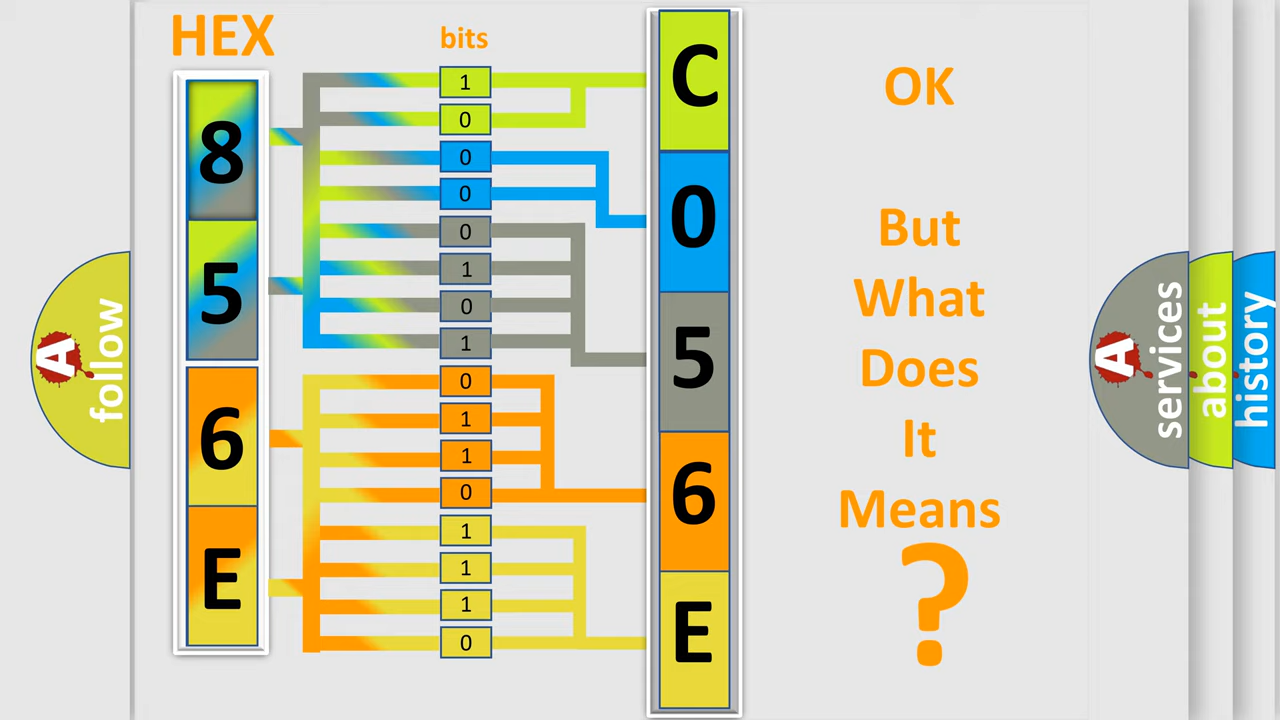 HEX
bits
8
5
6
E
1
0
0
0
0
1
0
1
0
1
1
0
1
1
1
0
C
0
5
6
E
OK
But
What
Does
It
Means
?
A
follow
A
services
about
history